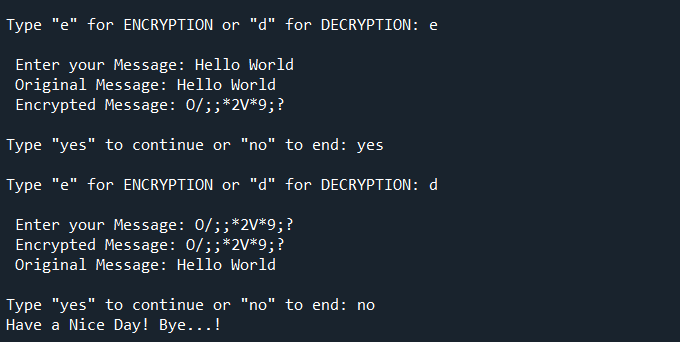 Type "e" for ENCRYPTION or "d" for DECRYPTION: e
Enter your Message: Hello World
Original Message: Hello World
Encrypted Message: O/;;*2V*9;?
Type "yes" to continue or "no" to end: yes
Type "e" for ENCRYPTION or "d" for DECRYPTION: d
Enter your Message: O/;;*2V*9;?
Encrypted Message: O/;;*2V*9;?
Original Message: Hello World
Type "yes" to continue or "no" to end: no
Have a Nice Day! Bye...!